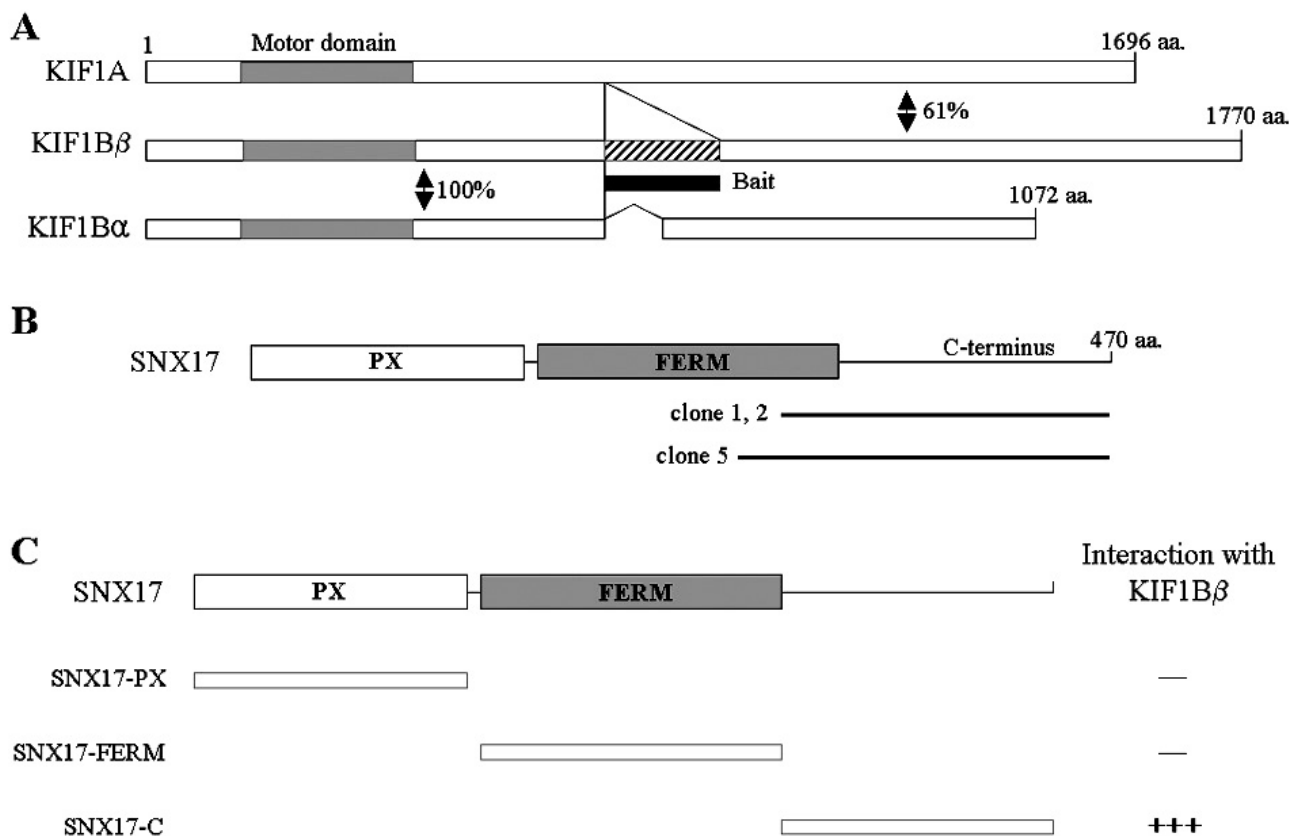 A
1
Motor domain
1696 aa.
KIF1A
61%
1770 aa.
KIF1Bβ
Bait
100%
1072 aa.
KIF1Bα
B
SNX17
PX
FERM
C-terminus
470 aa.
clone 1, 2
clone 5
C
SNX17
PX
FERM
Interaction with
KIF1Bβ
SNX17-PX —
SNX17-FERM —
SNX17-C +++